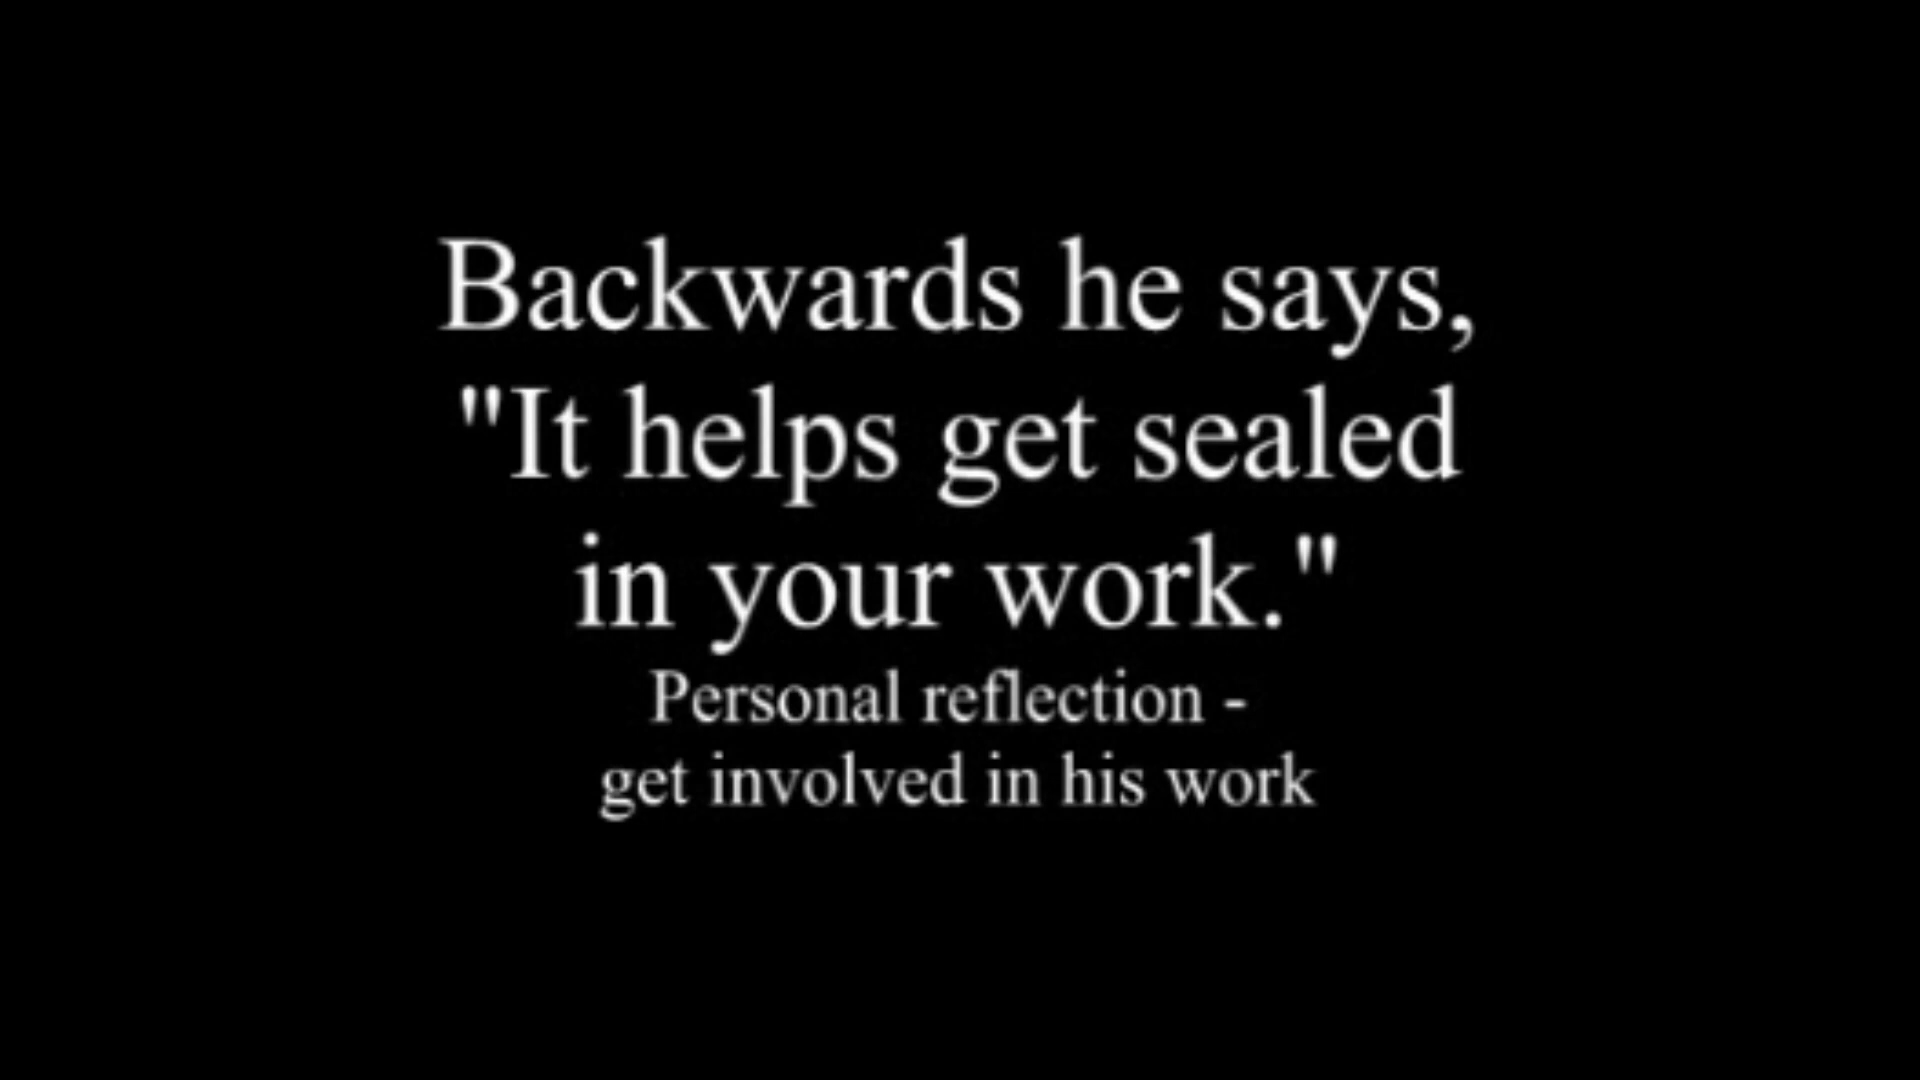 Backwards he says,
"It helps get sealed
in your work."
Personal reflection -
get involved in his work